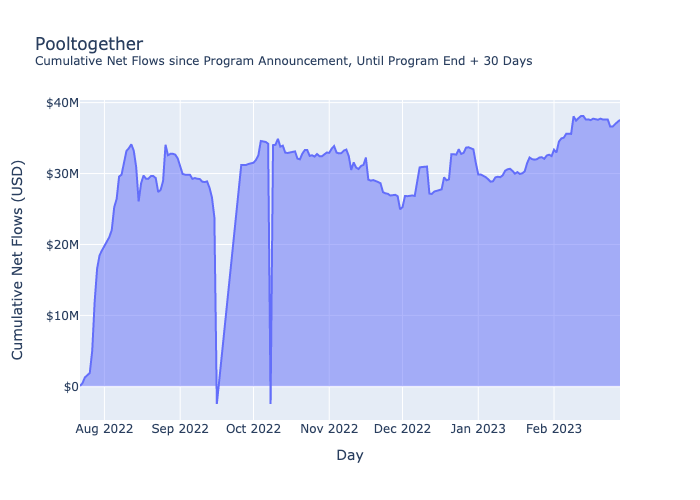 Pooltogether
Cumulative Net Flows since Program Announcement, Until Program End + 30 Days
Cumulative Net Flows (USD)
$40M
$30M
$20M
$10M
$0
Aug 2022 Sep 2022 Oct 2022 Nov 2022 Dec 2022 Jan 2023 Feb 2023
Day